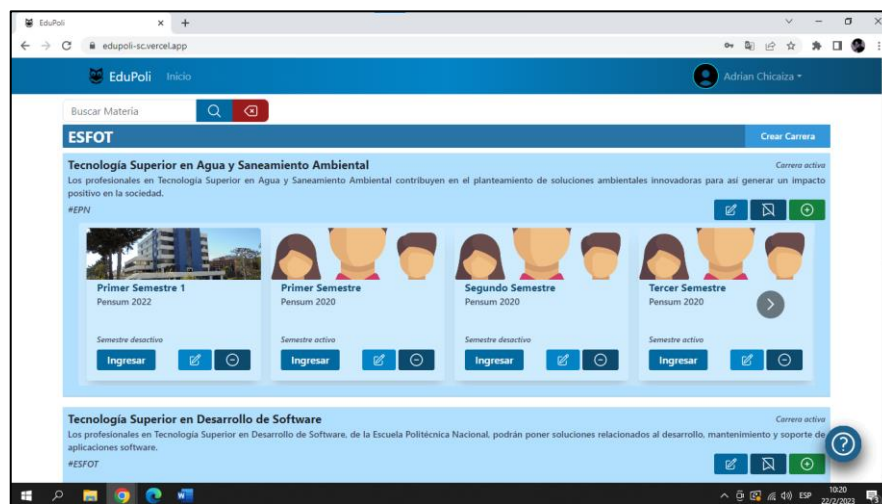 EduPoli
edupoli-sc.vercel.app
EduPoli Inicio Adrian Chicaiza
Buscar Materia
ESFOT Crear Carrera
Tecnología Superior en Agua y Saneamiento Ambiental Carrera activa
Los profesionales en Tecnología Superior en Agua y Saneamiento Ambiental contribuyen en el planteamiento de soluciones ambientales innovadoras para así generar un impacto
positivo en la sociedad.
#EPN
Primer Semestre 1 Primer Semestre Segundo Semestre Tercer Semestre
Pensum 2022 Pensum 2020 Pensum 2020 Pensum 2020
Semestre desactivo Semestre activo Semestre desactivo Semestre activo
Ingresar Ingresar Ingresar Ingresar
Tecnología Superior en Desarrollo de Software Carrera activa
Los profesionales en Tecnología Superior en Desarrollo de Software, de la Escuela Politécnica Nacional, podrán poner soluciones relacionados al desarrollo, mantenimiento y soporte de
aplicaciones software.
#ESFOT
ESP 10:20
22/2/2023